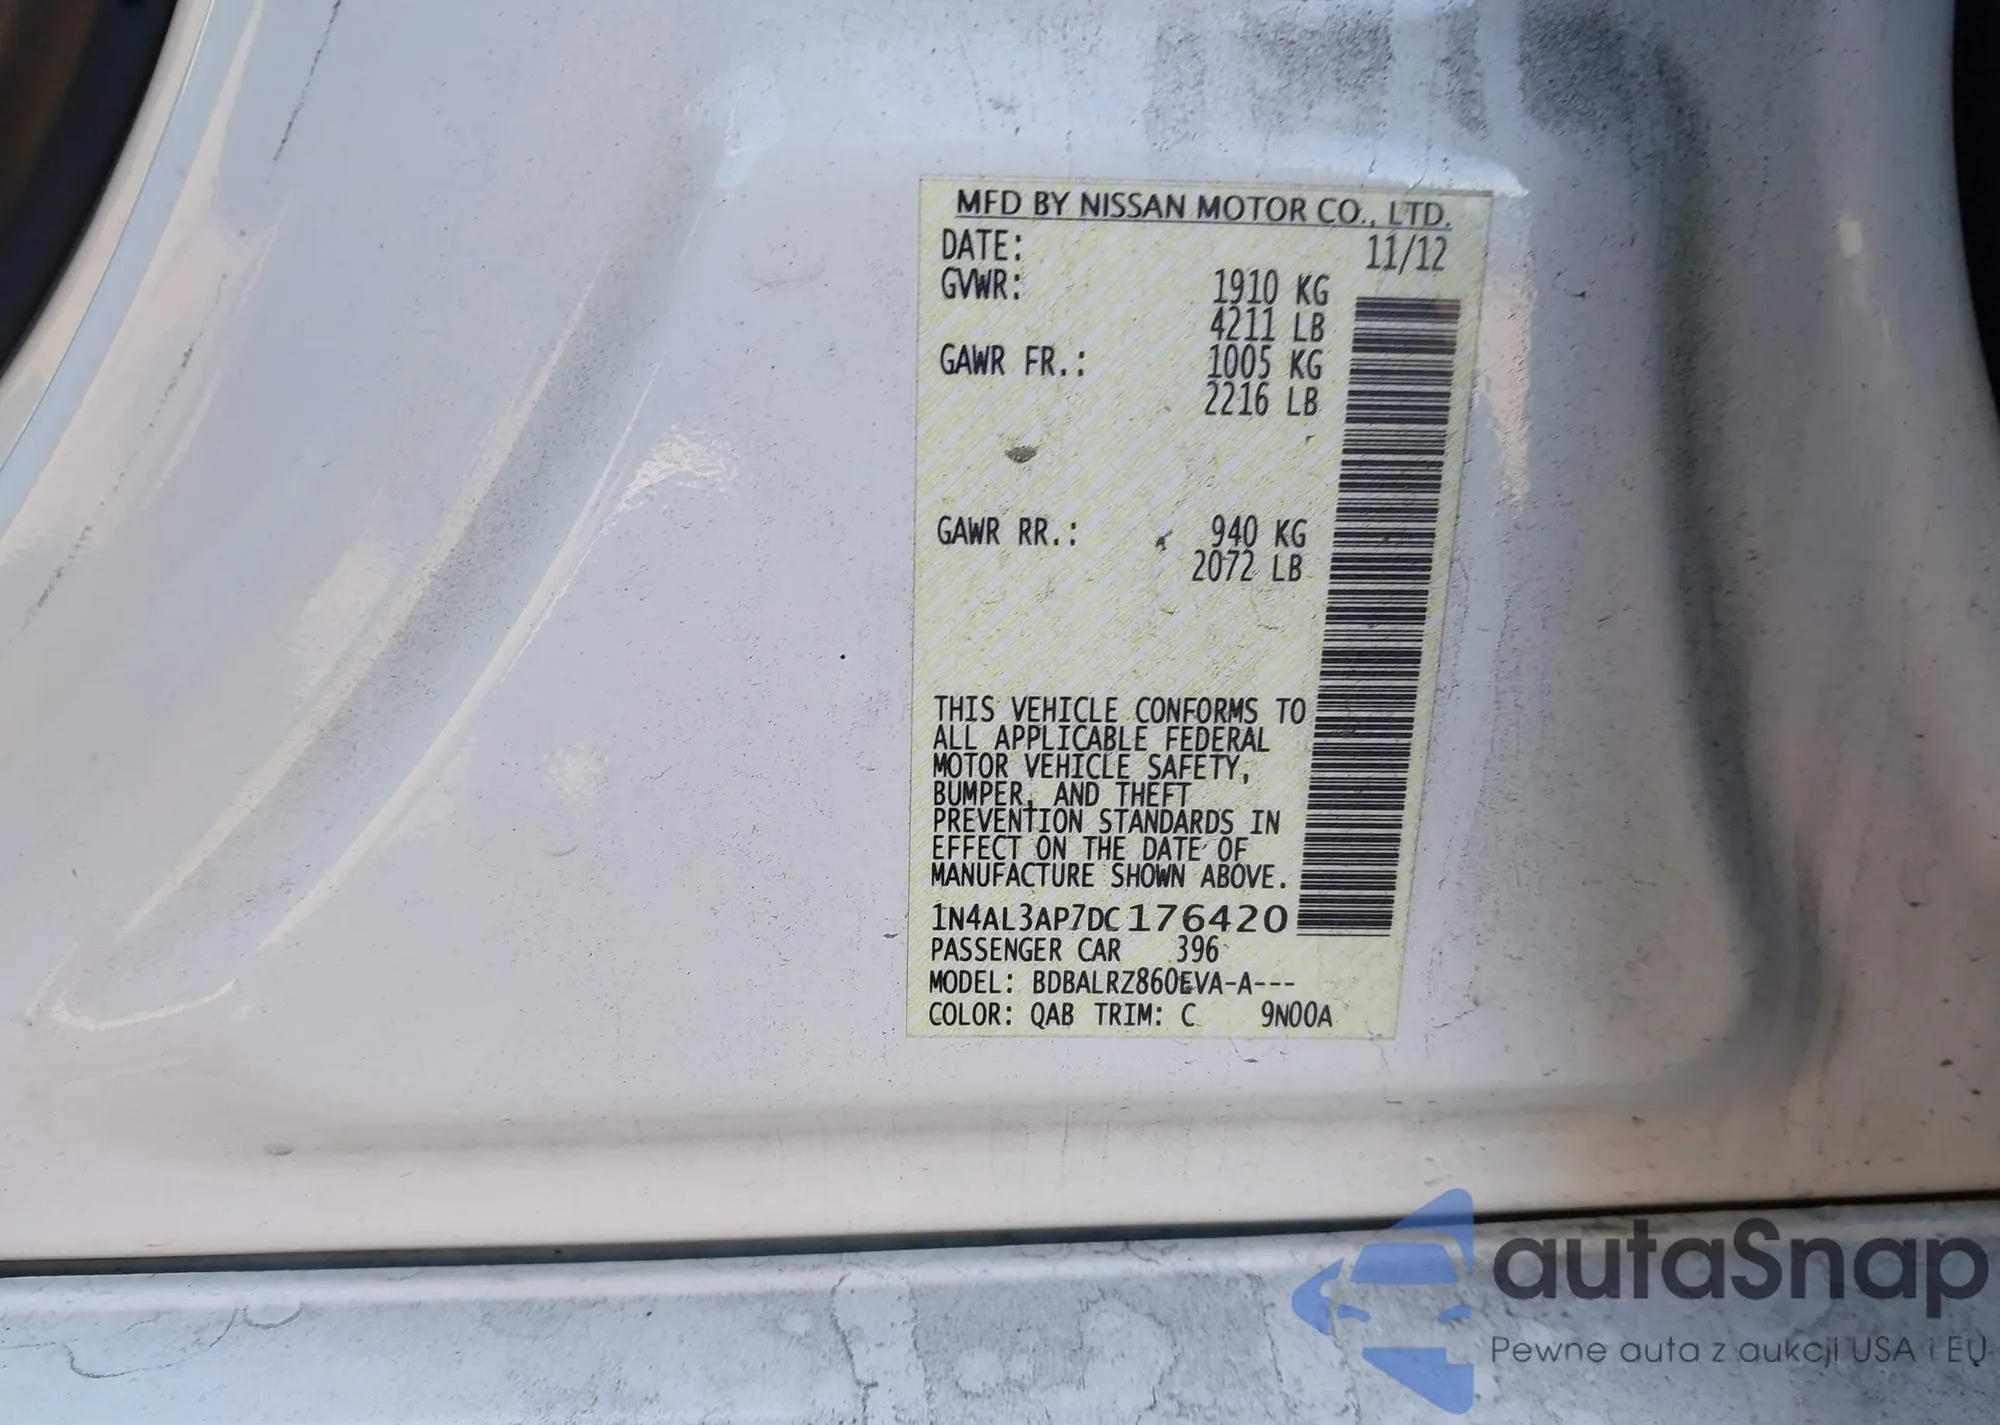 MFD BY NISSAN MOTOR CO., LTD.
DATE: 11/12
GVWR: 1910 KG
4211 LB
GAWR FR.: 1005 KG
2216 LB
GAWR RR.: 940 KG
2072 LB
THIS VEHICLE CONFORMS TO
ALL APPLICABLE FEDERAL
MOTOR VEHICLE SAFETY,
BUMPER, AND THEFT
PREVENTION STANDARDS IN
EFFECT ON THE DATE OF
MANUFACTURE SHOWN ABOVE.
1N4AL3AP7DC176420
PASSENGER CAR 396
MODEL: BDBALRZ860EVA-A---
COLOR: QAB TRIM: C 9N00A
autaSnap
Pewne auta z aukcji USA i EU